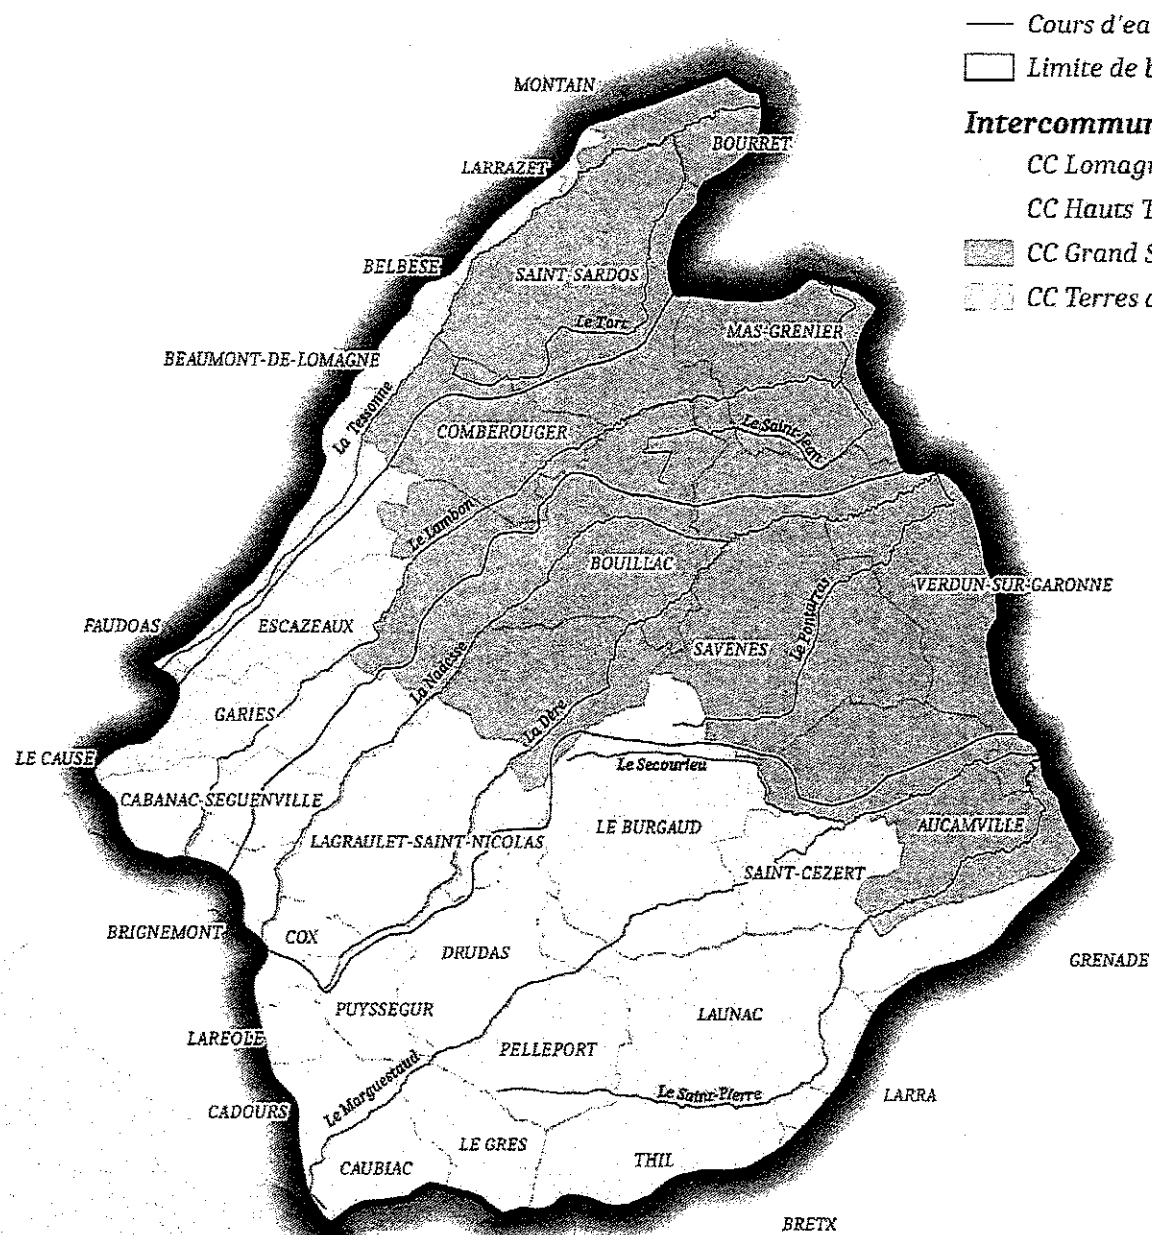 Cours d'ea
Limite de b
Intercommun
CC Lomagn
CC Hauts T
CC Grand S
CC Terres d
MONTAIN
BOURRET
LARRAZET
BELBESE
SAINT-SARDOS
Le Tort
MAS-GRENIER
BEAUMONT-DE-LOMAGNE
La Tessonne
COMBEROUGER
Le Saint-Jean
Le Lambon
BOUILLAC
VERDUN-SUR-GARONNE
FAUDOAS
ESCAZEAUX
Le Pontarras
SAVENES
La Nadesse
GARIES
La Dère
LE CAUSE
Le Secourieu
CABANAC-SEGUENVILLE
LE BURGAUD
AUCAMVILLE
LAGRAULET-SAINT-NICOLAS
SAINT-CEZERT
BRIGNEMONT
COX
DRUDAS
GRENADE
PUYSSEGUR
LAUNAC
LAREOLE
PELLEPORT
Le Marguestaud
Le Saint-Pierre
LARRA
CADOURS
LE GRES
THIL
CAUBIAC
BRETX